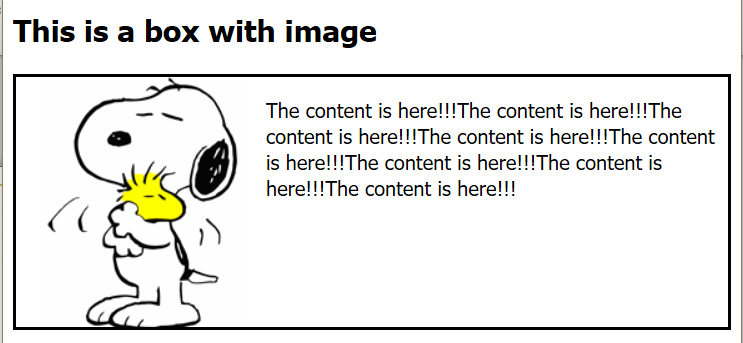 This is a box with image
The content is here!!!The content is here!!!The
content is here!!!The content is here!!!The content
is here!!!The content is here!!!The content is
here!!!The content is here!!!